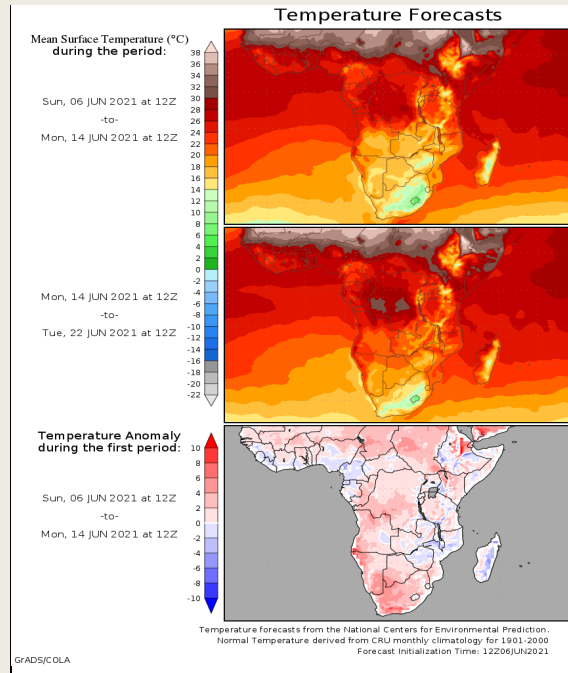 Temperature Forecasts
Mean Surface Temperature (°C)
during the period:
Sun, 06 JUN 2021 at 12Z
-to-
Mon, 14 JUN 2021 at 12Z
38
36
34
32
30
29
28
26
24
22
20
18
16
14
12
10
8
6
4
2
0
-2
-4
-6
-8
-10
-12
-14
-16
-17
-18
-20
-22
Mon, 14 JUN 2021 at 12Z
-to-
Tue, 22 JUN 2021 at 12Z
Temperature Anomaly
during the first period:
Sun, 06 JUN 2021 at 12Z
-to-
Mon, 14 JUN 2021 at 12Z
10
8
6
4
2
0
-2
-4
-6
-8
-10
Temperature forecasts from the National Centers for Environmental Prediction.
Normal Temperature derived from CRU monthly climatology for 1901-2000
Forecast Initialization Time: 12Z06JUN2021
GrADS/COLA